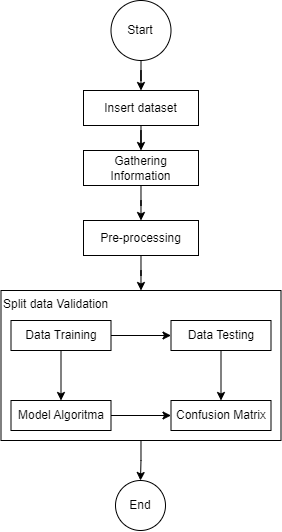 Start
Insert dataset
Gathering
Information
Pre-processing
Split data Validation
Data Training
Data Testing
Model Algoritma
Confusion Matrix
End